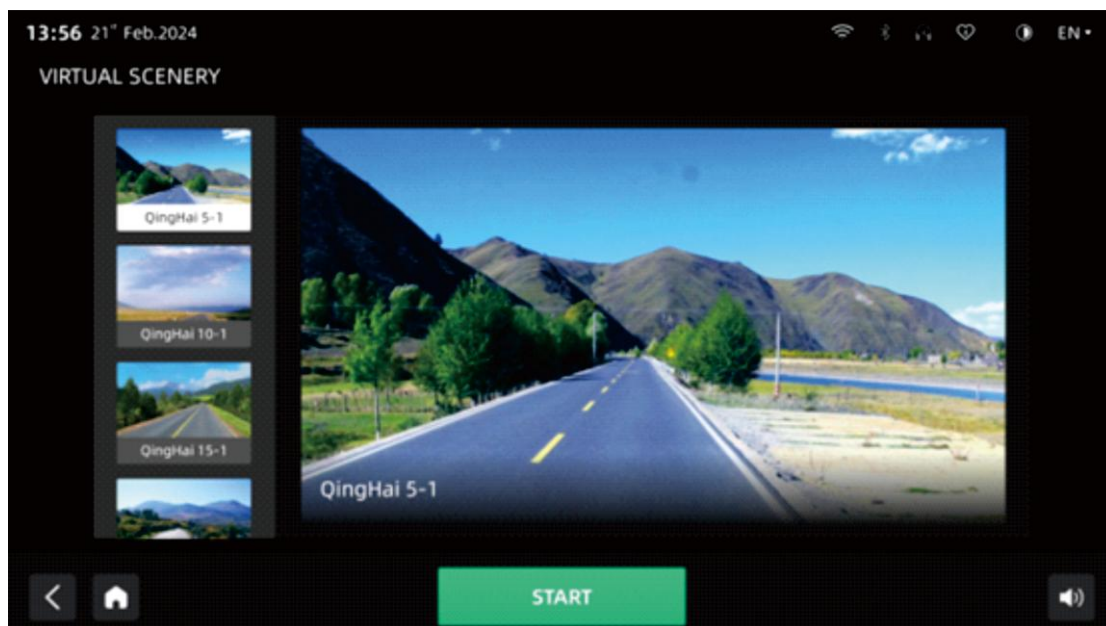 13:56 21st Feb.2024
EN
VIRTUAL SCENERY
QingHai 5-1
QingHai 10-1
QingHai 15-1
QingHai 5-1
START